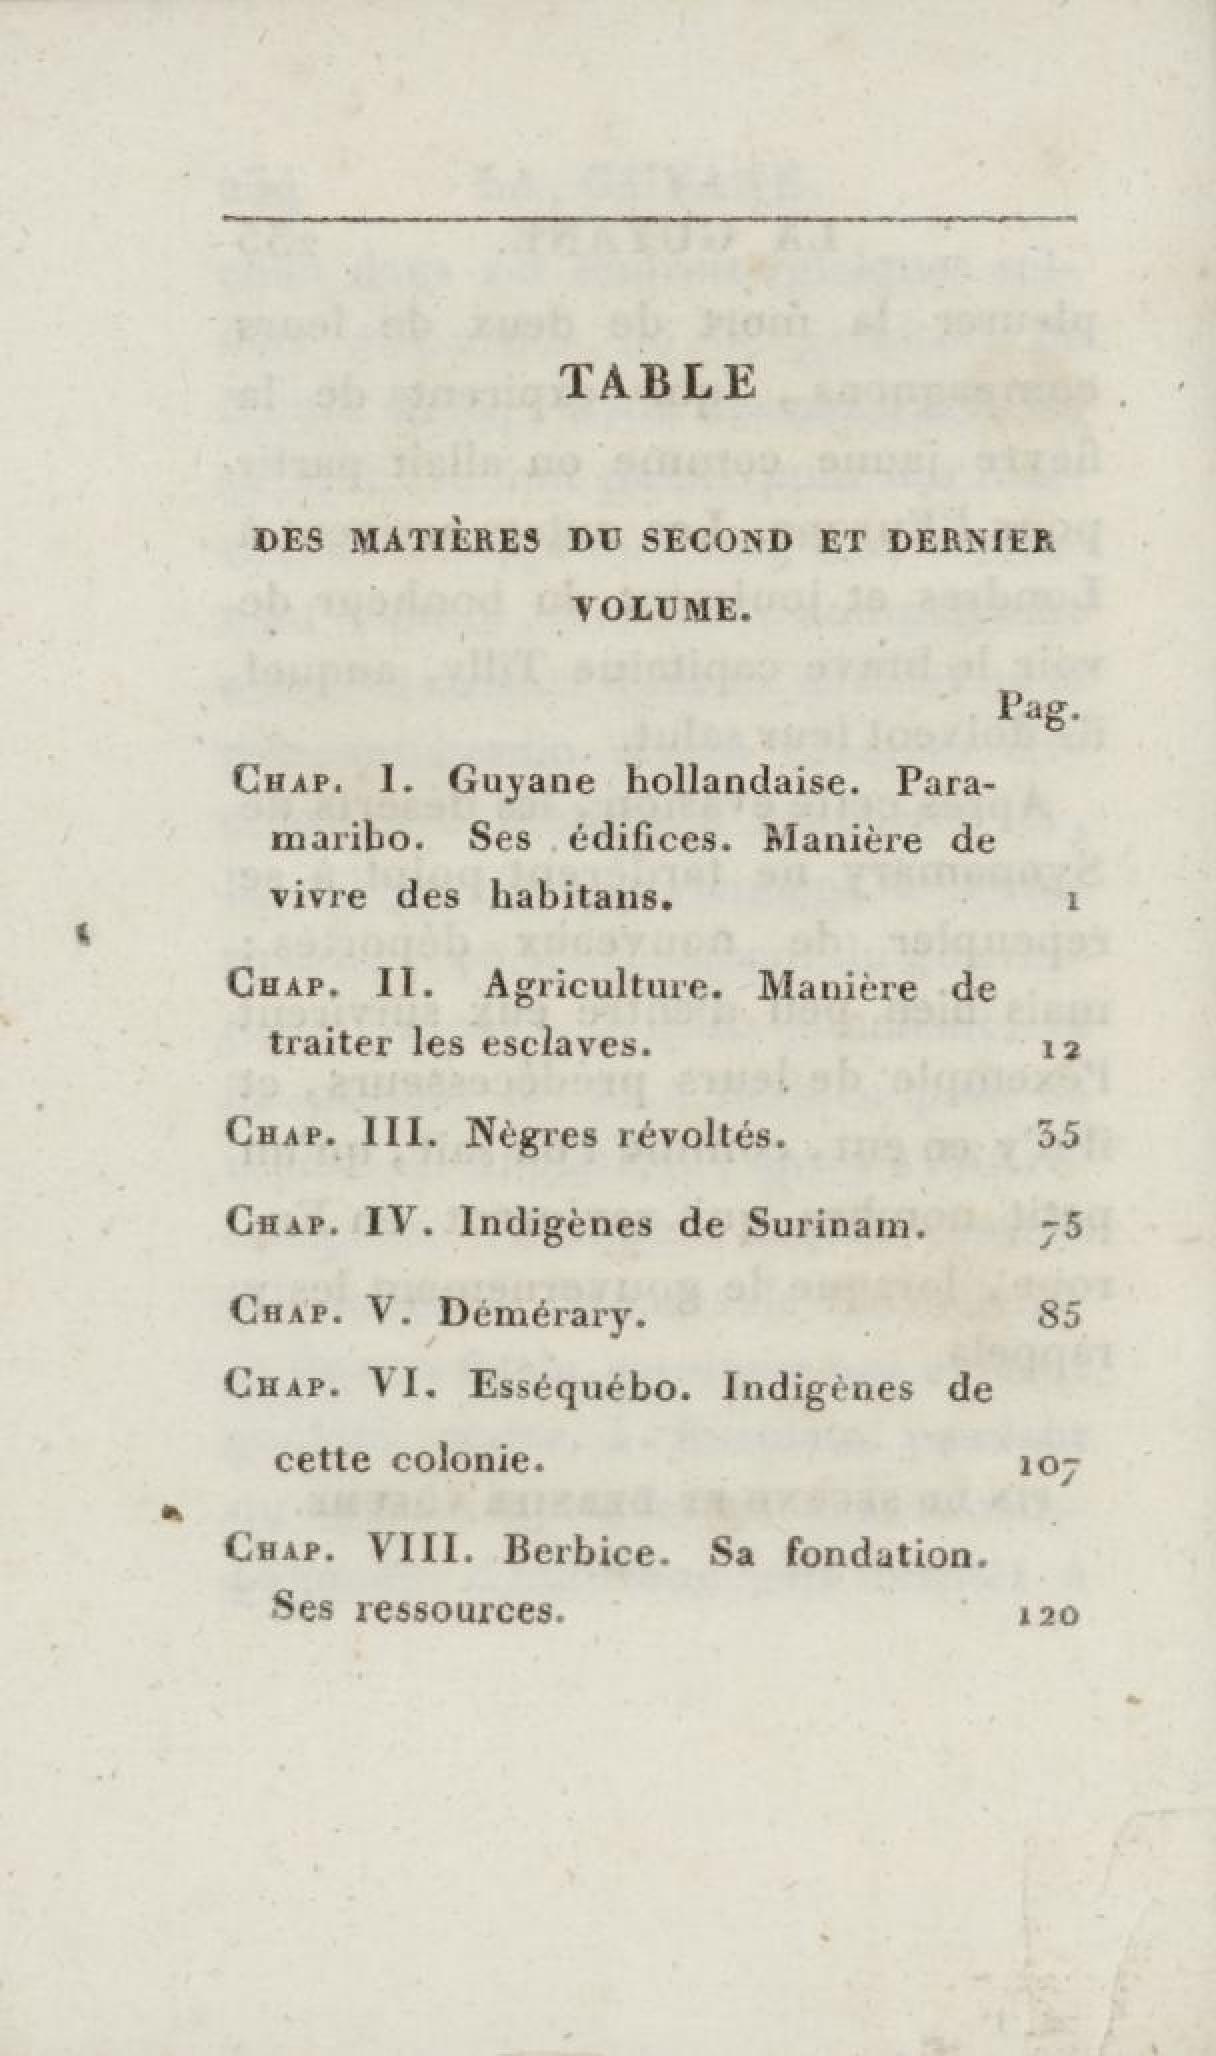 TABLE
DES MATIÈRES DU SECOND ET DERNIER
VOLUME.
Pag.
CHAP. I. Guyane hollandaise. Para-
maribo. Ses édifices. Manière de
vivre des habitans. 1
CHAP. II. Agriculture. Manière de
traiter les esclaves. 12
CHAP. III. Nègres révoltés. 35
CHAP. IV. Indigènes de Surinam. 75
CHAP. V. Démérary. 85
CHAP. VI. Esséquébo. Indigènes de
cette colonie. 107
CHAP. VIII. Berbice. Sa fondation.
Ses ressources. 120